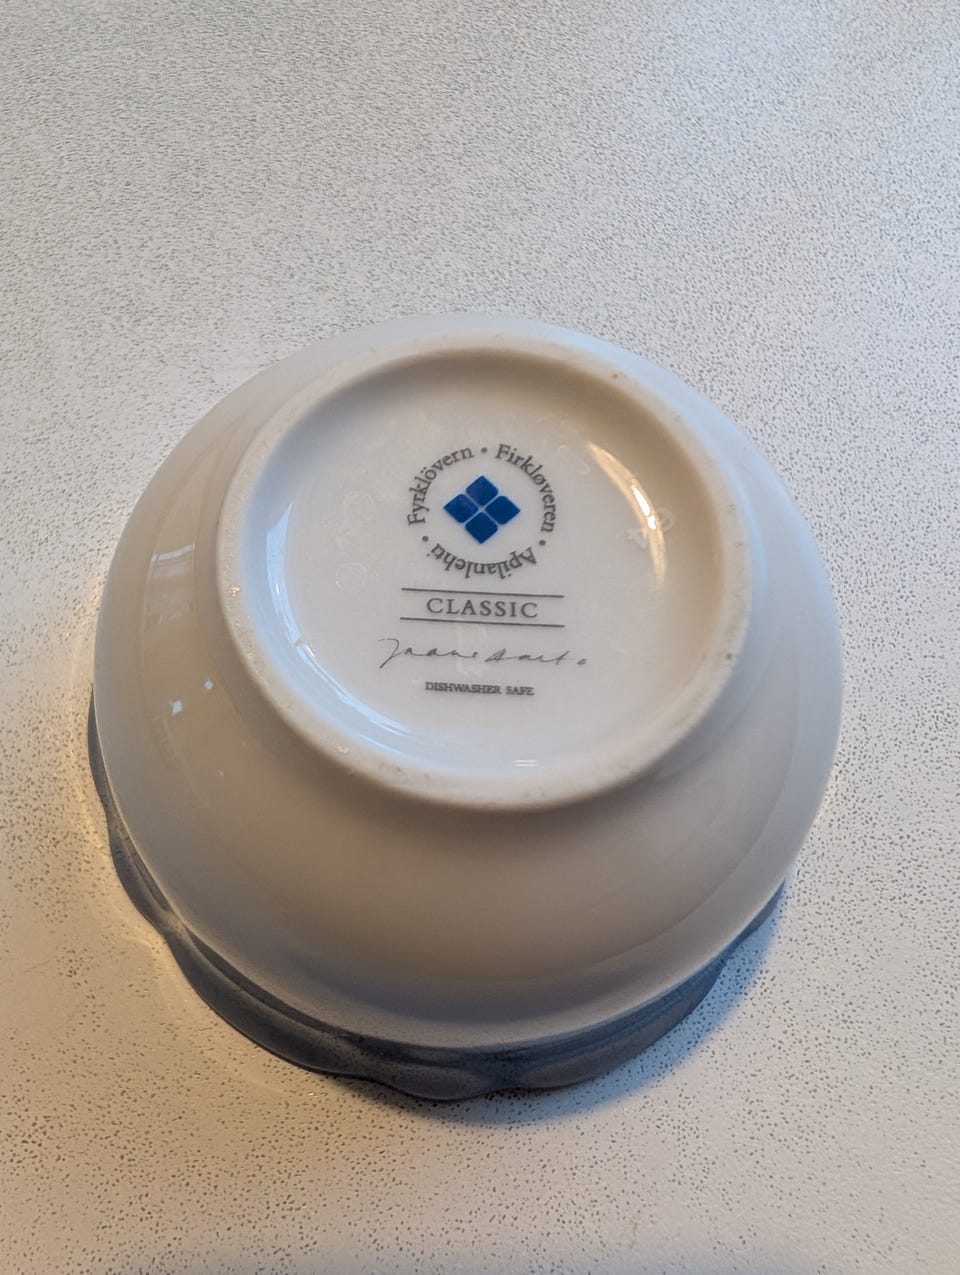 Fyrklövern • Firkløveren • Apilanlehti •
CLASSIC
DISHWASHER SAFE